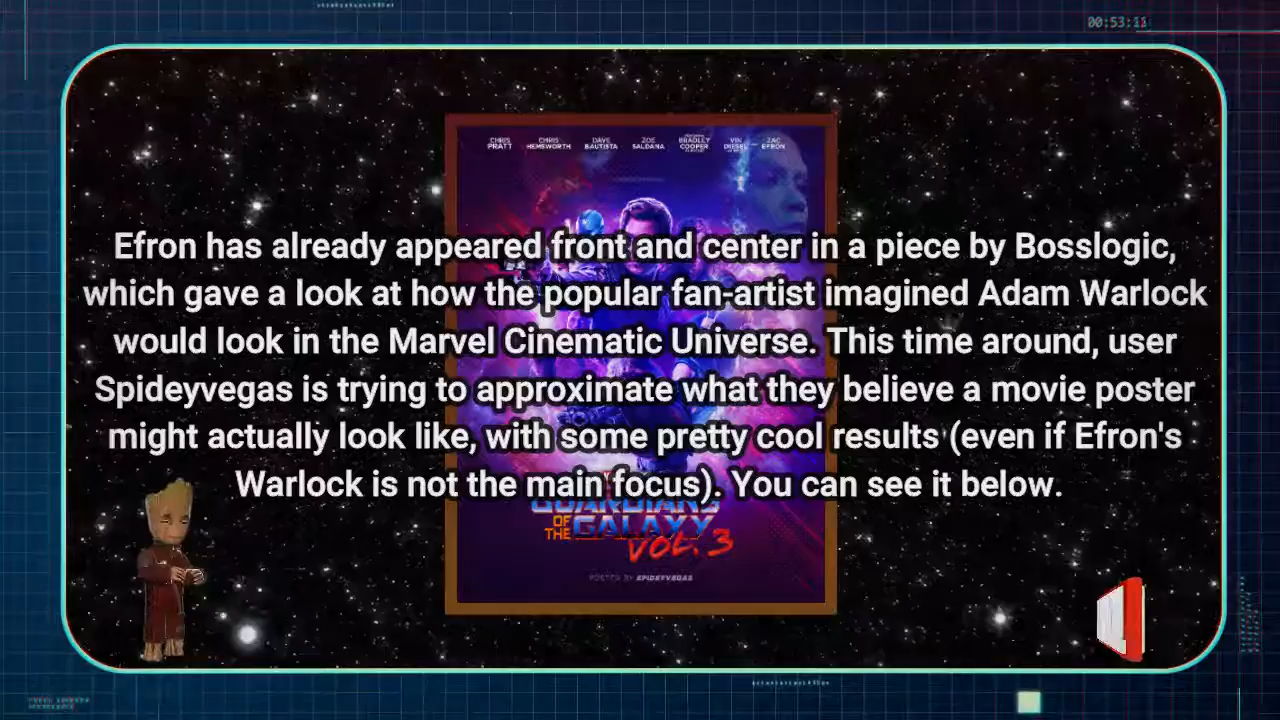 00:53:11
CHRIS PRATT CHRIS HEMSWORTH DAVE BAUTISTA ZOE SALDANA BRADLEY COOPER VIN DIESEL ZAC EFRON
Efron has already appeared front and center in a piece by Bosslogic,
which gave a look at how the popular fan-artist imagined Adam Warlock
would look in the Marvel Cinematic Universe. This time around, user
Spideyvegas is trying to approximate what they believe a movie poster
might actually look like, with some pretty cool results (even if Efron's
Warlock is not the main focus). You can see it below.
GUARDIANS
OF THE GALAXY
VOL. 3
POSTER BY SPIDEYVEGAS